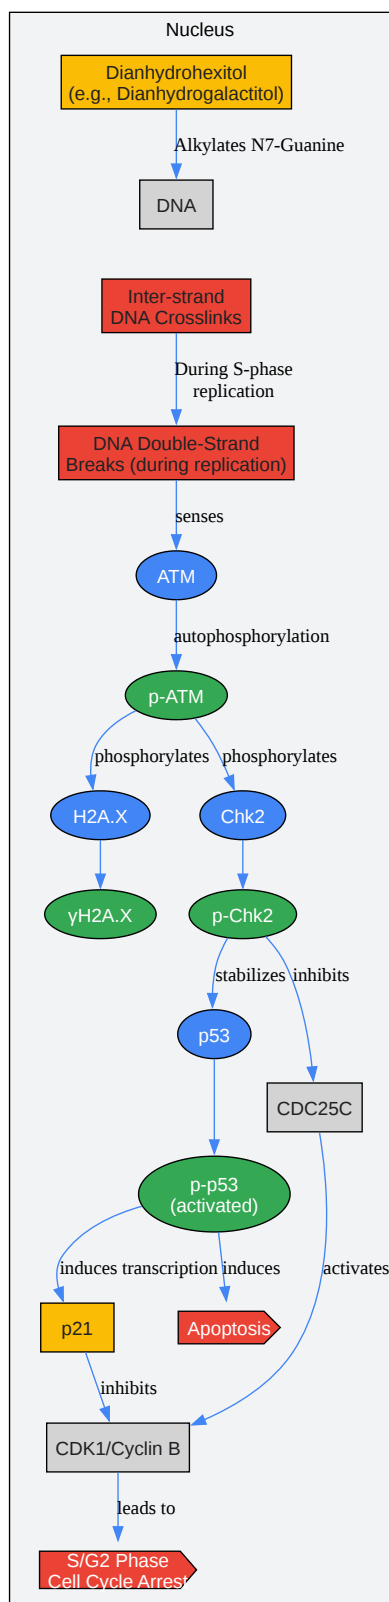 Nucleus
Dianhydrohexitol
(e.g., Dianhydrogalactitol)
Alkylates N7-Guanine
DNA
Inter-strand
DNA Crosslinks
During S-phase
replication
DNA Double-Strand
Breaks (during replication)
senses
ATM
autophosphorylation
p-ATM
phosphorylates
phosphorylates
H2A.X
Chk2
γH2A.X
p-Chk2
stabilizes
inhibits
p53
CDC25C
p-p53
(activated)
induces transcription
induces
activates
p21
Apoptosis
inhibits
CDK1/Cyclin B
leads to
S/G2 Phase
Cell Cycle Arrest